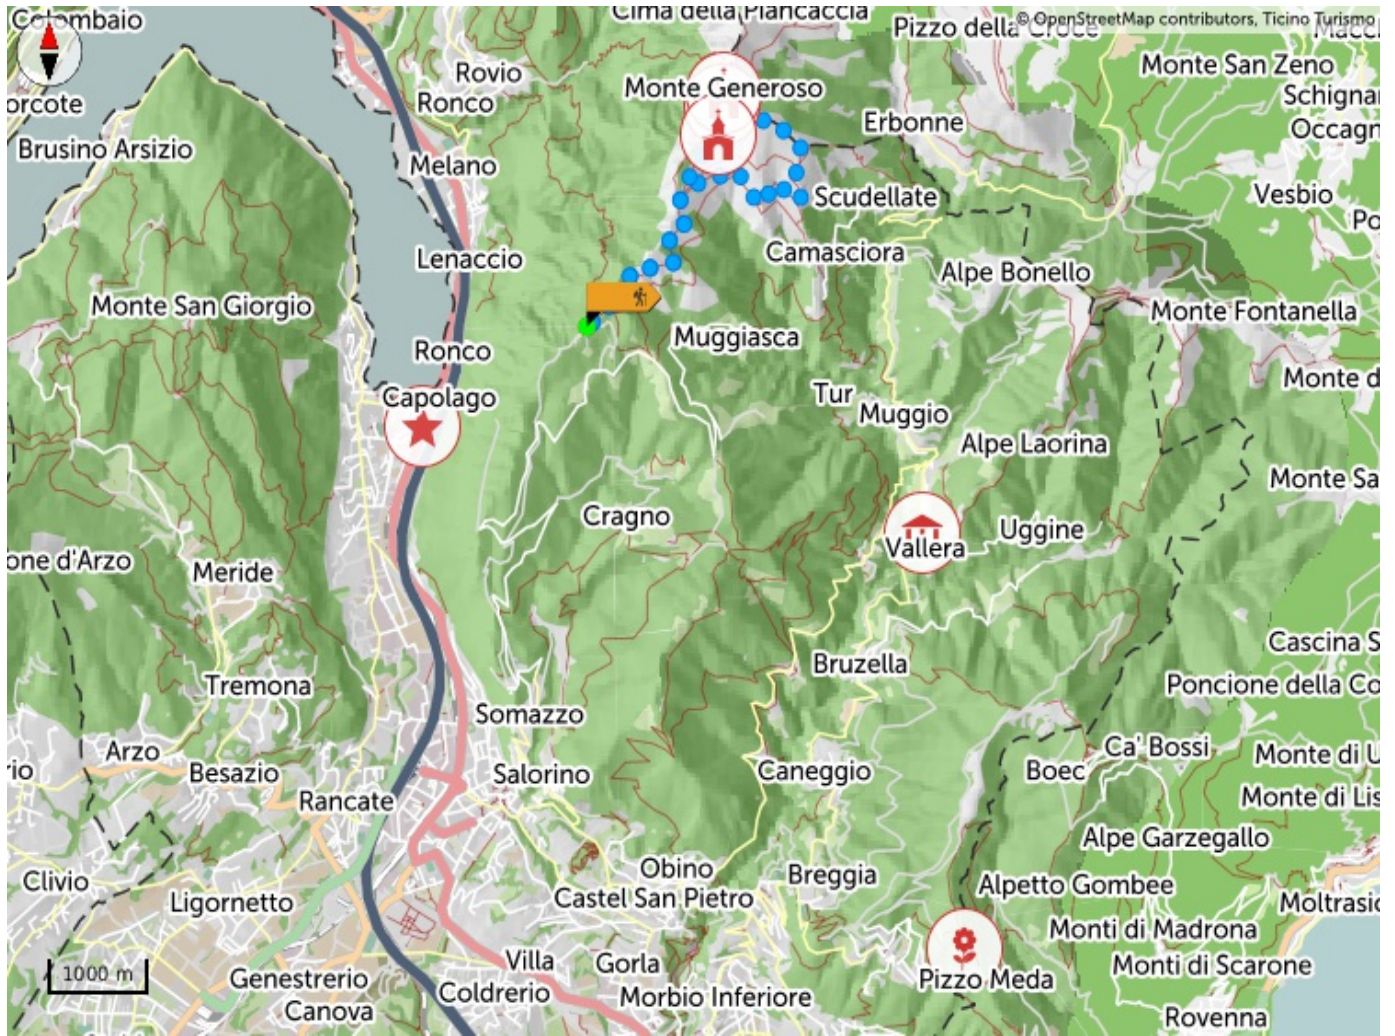 Colombaio
Cima della Piancaccia
© OpenStreetMap contributors, Ticino Turismo
Pizzo della Croce
Macch
Rovio
Monte San Zeno
Monte Generoso
Ronco
Schignar
orcote
Erbonne
Occagn
Brusino Arsizio
Melano
Scudellate
Vesbio
Po
Lenaccio
Camasciora
Alpe Bonello
Monte San Giorgio
Monte Fontanella
Muggiasca
Ronco
Monte d
Capolago
Tur
Muggio
Alpe Laorina
Monte Sa
Cragno
Uggine
Vallera
one d'Arzo
Meride
Cascina S
Bruzella
Tremona
Poncione della Co
Somazzo
Arzo
Ca' Bossi
Monte di U
rio
Besazio
Salorino
Caneggio
Boec
Rancate
Monte di Lis
Alpe Garzegallo
Obino
Breggia
Clivio
Alpetto Gombee
Castel San Pietro
Ligornetto
Moltrasio
Monti di Madrona
Villa
Gorla
Monti di Scarone
1000 m
Genestrerio
Pizzo Meda
Coldrerio
Morbio Inferiore
Canova
Rovenna